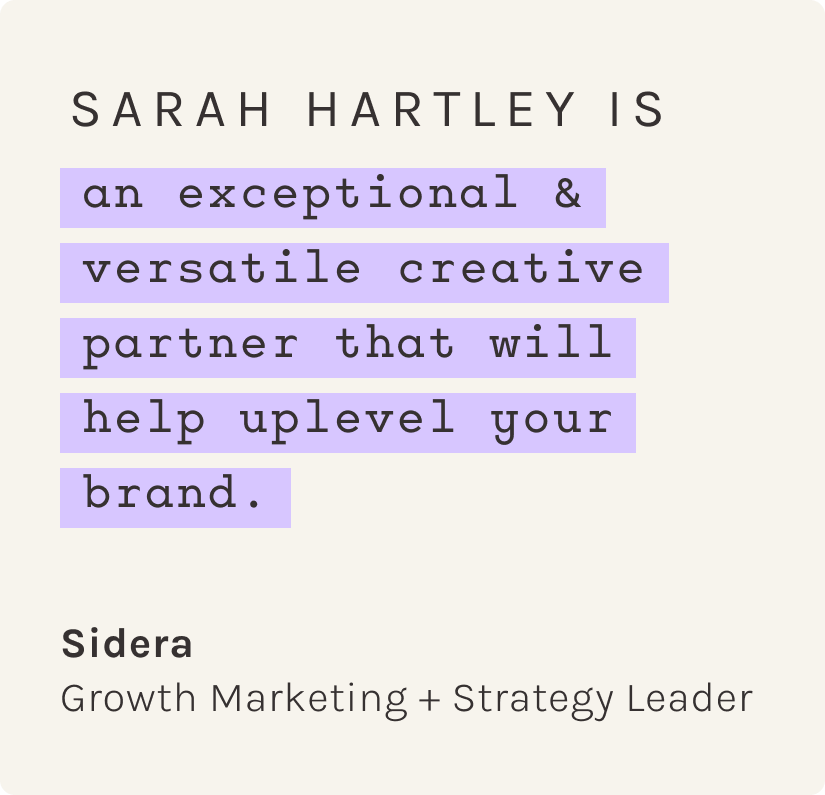 SARAH HARTLEY IS
an exceptional &
versatile creative
partner that will
help uplevel your
brand.
Sidera
Growth Marketing + Strategy Leader